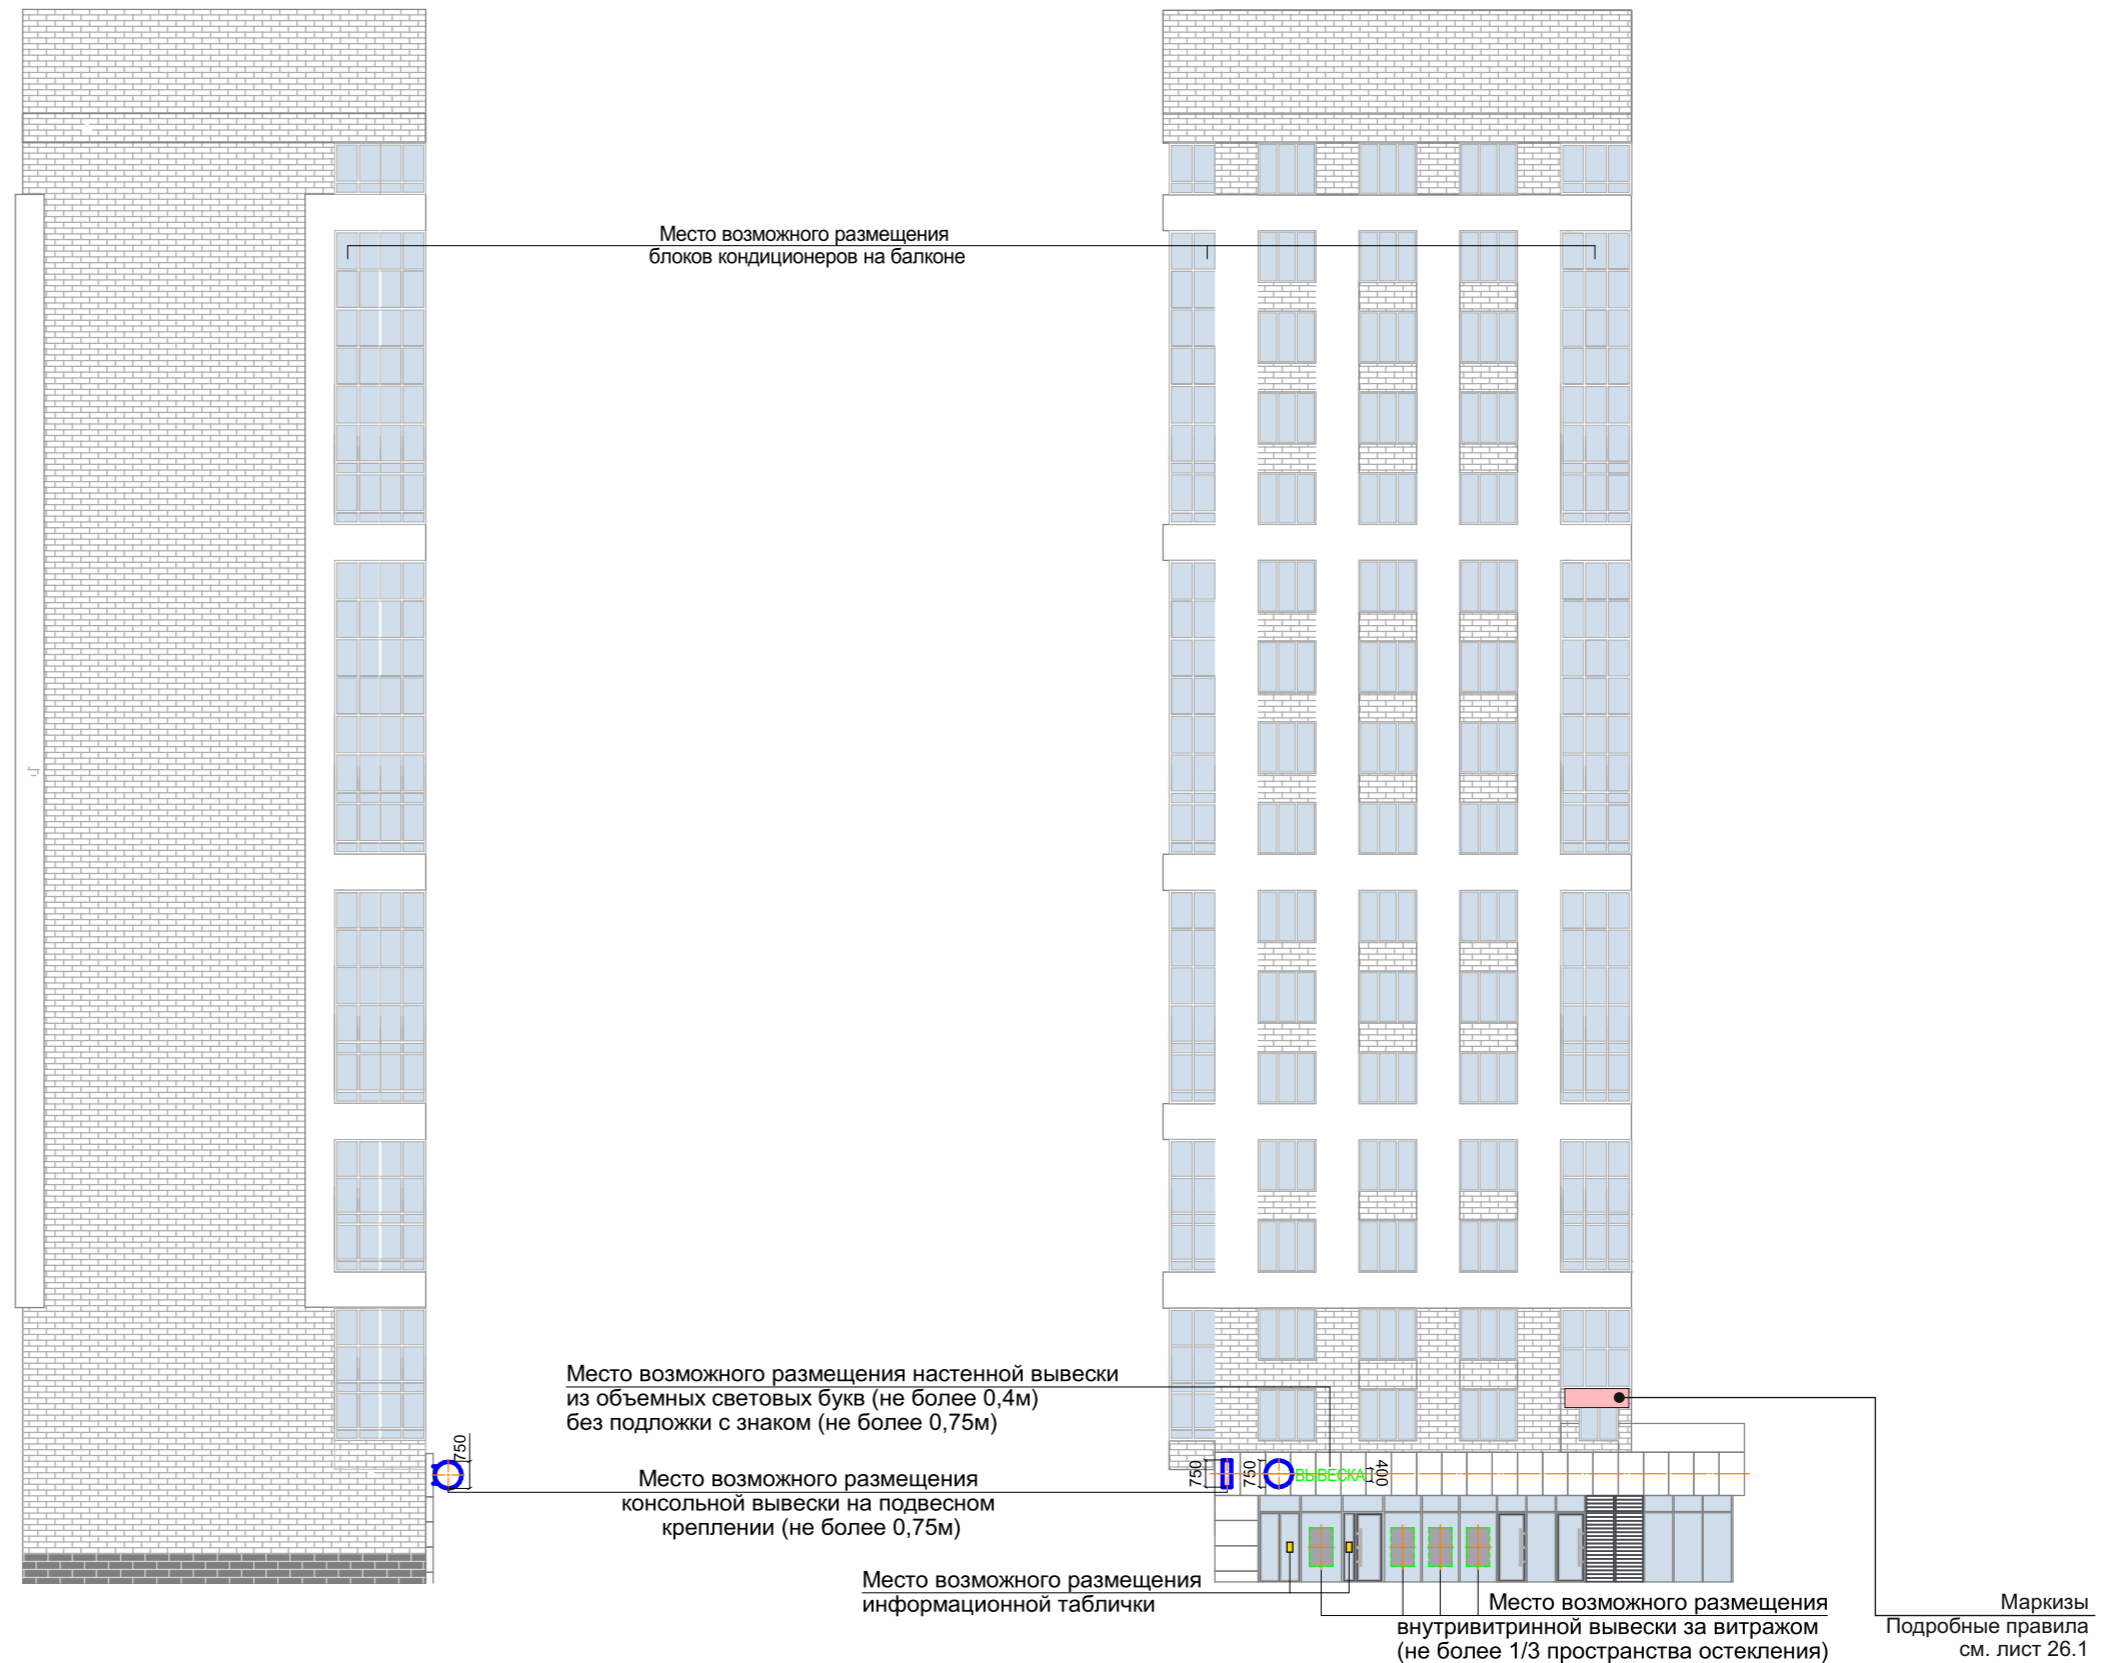 Место возможного размещения
блоков кондиционеров на балконе
Место возможного размещения настенной вывески
из объемных световых букв (не более 0,4м)
без подложки с знаком (не более 0,75м)
750
Место возможного размещения
консольной вывески на подвесном
креплении (не более 0,75м)
750
750
ВЫВЕСКА
400
Место возможного размещения
информационной таблички
Место возможного размещения
внутривитринной вывески за витражом
(не более 1/3 пространства остекления)
Маркизы
Подробные правила
см. лист 26.1